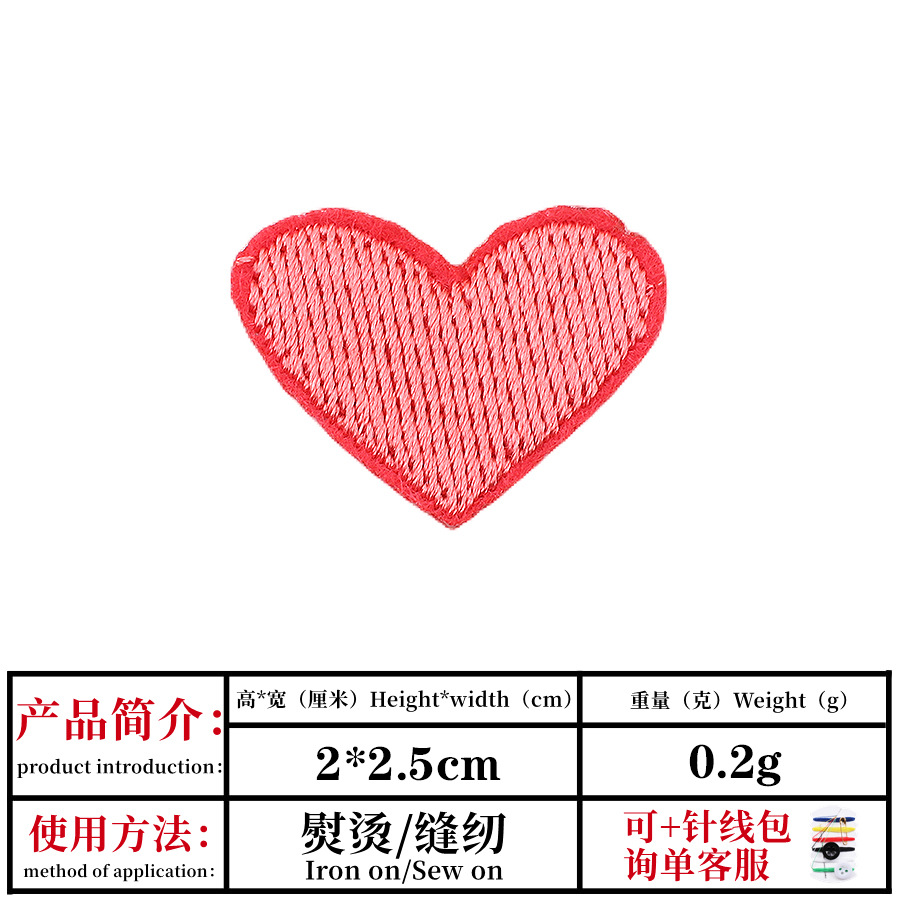 产品简介：
product introduction：
高*宽（厘米）Height*width（cm）
重量（克）Weight（g）
2*2.5cm
0.2g
使用方法：
method of application：
熨烫/缝纫
Iron on/Sew on
可+针线包
询单客服